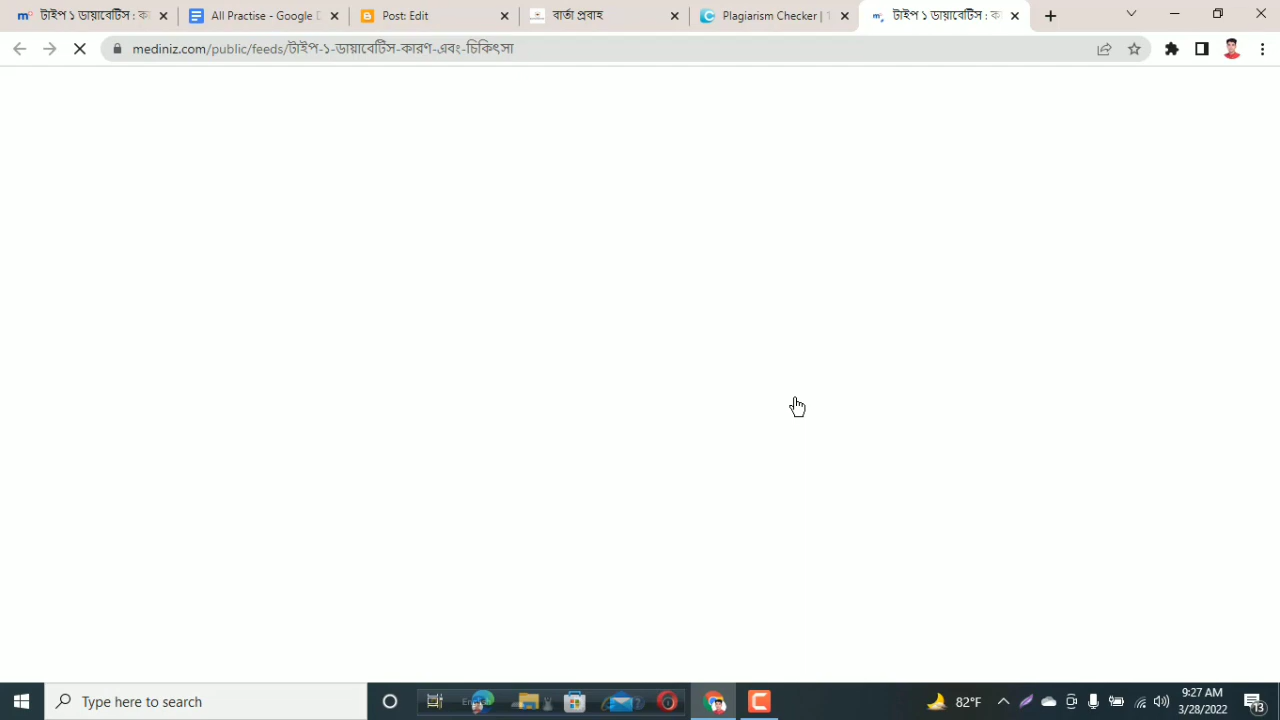 টাইপ ১ ডায়াবেটিস : কা
All Practise - Google D
Post: Edit
বার্তা প্রবাহ
Plagiarism Checker | 1
টাইপ ১ ডায়াবেটিস : ক
mediniz.com/public/feeds/টাইপ-১-ডায়াবেটিস-কারণ-এবং-চিকিৎসা
Type here to search
82°F
9:27 AM
3/28/2022
13